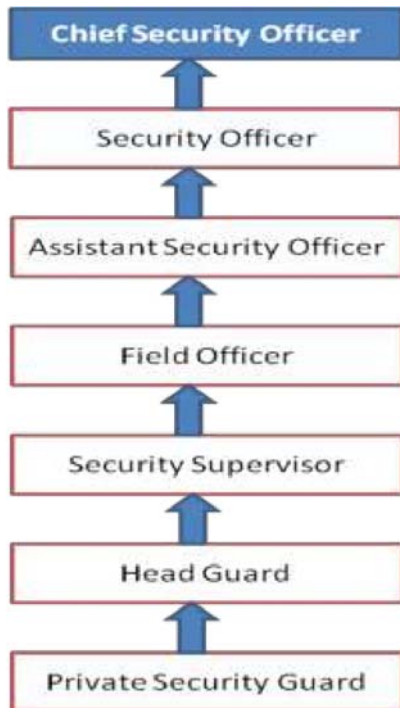 Chief Security Officer
Security Officer
Assistant Security Officer
Field Officer
Security Supervisor
Head Guard
Private Security Guard